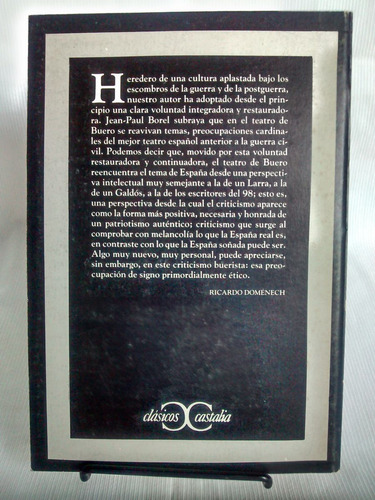 Heredero de una cultura aplastada bajo los
escombros de la guerra y de la postguerra,
nuestro autor ha adoptado desde el prin-
cipio una clara voluntad integradora y restaurado-
ra. Jean-Paul Borel subraya que en el teatro de
Buero se reavivan temas, preocupaciones cardina-
les del mejor teatro español anterior a la guerra ci-
vil. Podemos decir que, movido por esta voluntad
restauradora y continuadora, el teatro de Buero
reencuentra el tema de España desde una perspecti-
va intelectual muy semejante a la de un Larra, a la
de un Galdós, a la de los escritores del 98; esto es,
una perspectiva desde la cual el criticismo aparece
como la forma más positiva, necesaria y honrada de
un patriotismo auténtico; criticismo que surge al
comprobar con melancolía lo que la España real es,
en contraste con lo que la España soñada puede ser.
Algo muy nuevo, muy personal, puede apreciarse,
sin embargo, en este criticismo buerista: esa preo-
cupación de signo primordialmente ético.
RICARDO DOMÉNECH
clásicos castalia